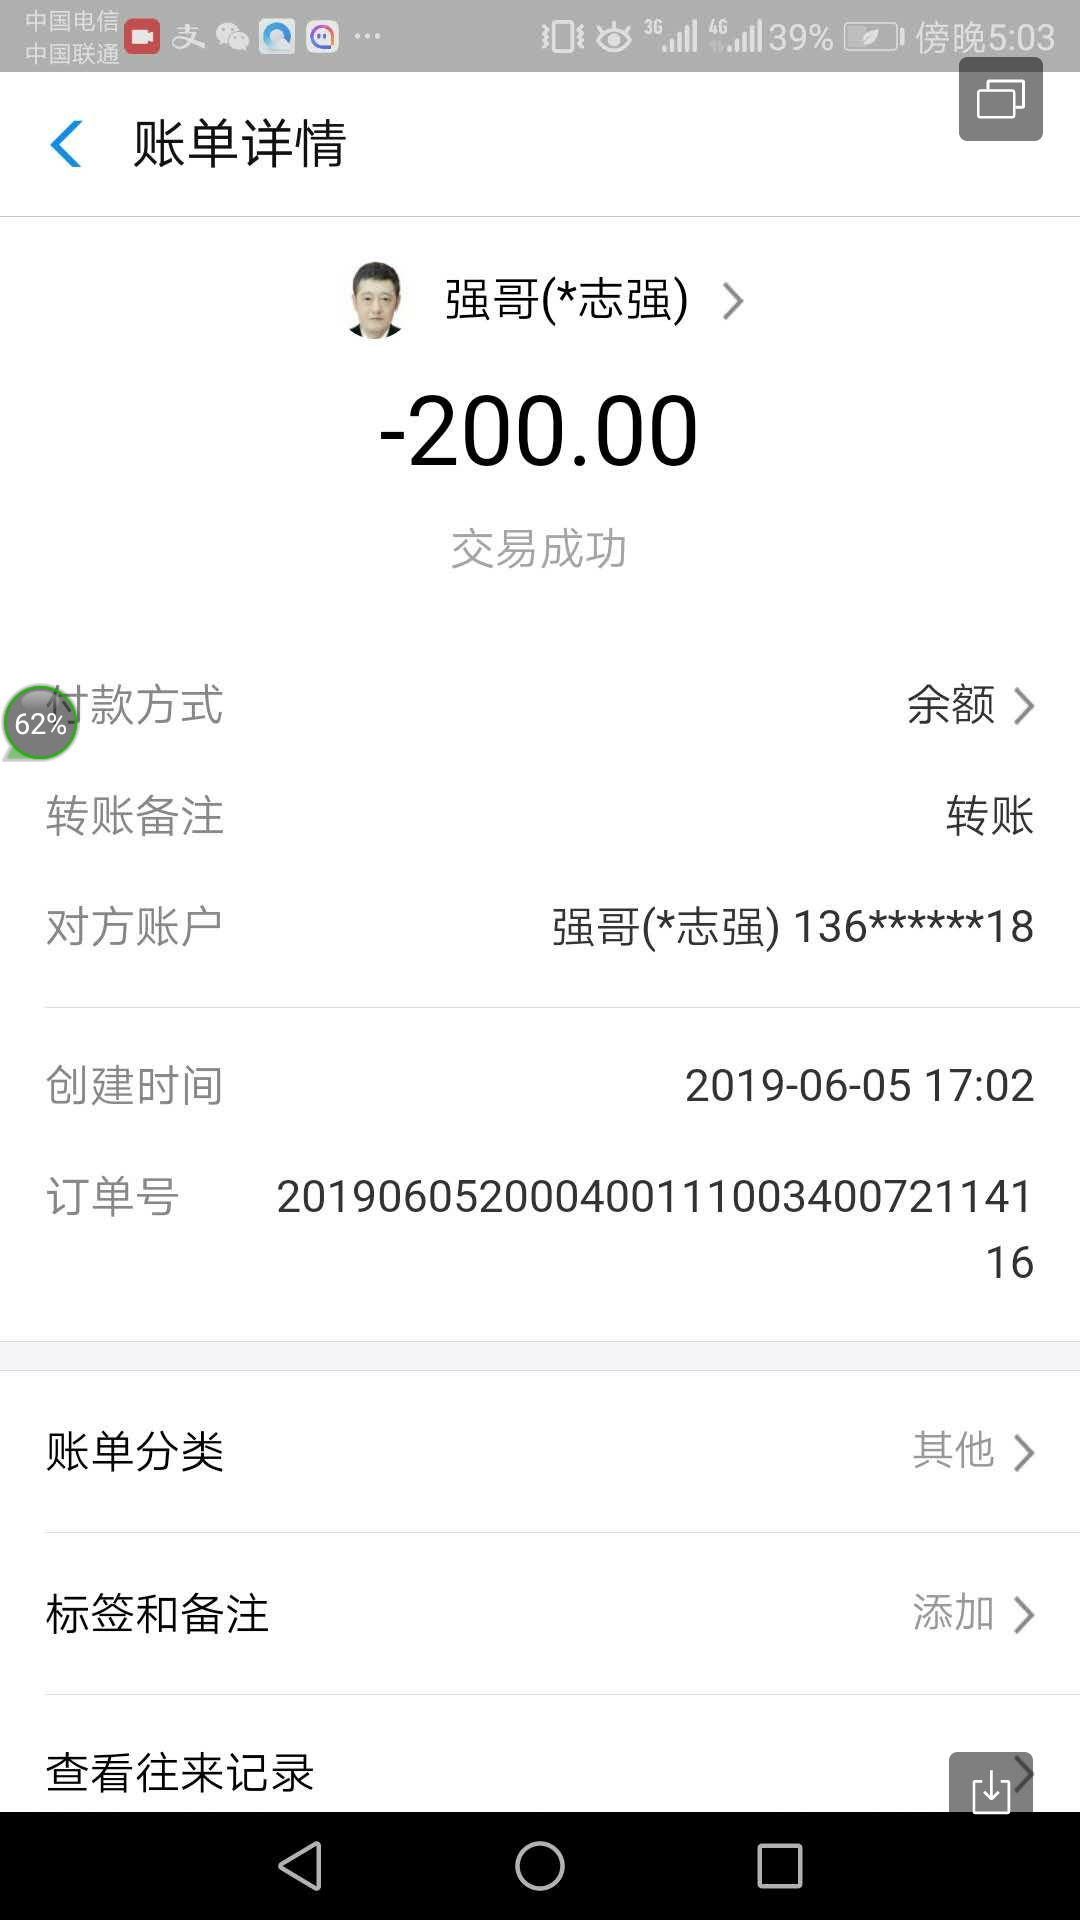 中国电信
中国联通
3G 4G 39% 傍晚5:03
账单详情
强哥(*志强)
-200.00
交易成功
付款方式 余额
62%
转账备注 转账
对方账户 强哥(*志强) 136******18
创建时间 2019-06-05 17:02
订单号 201906052000400111003400721141
16
账单分类 其他
标签和备注 添加
查看往来记录